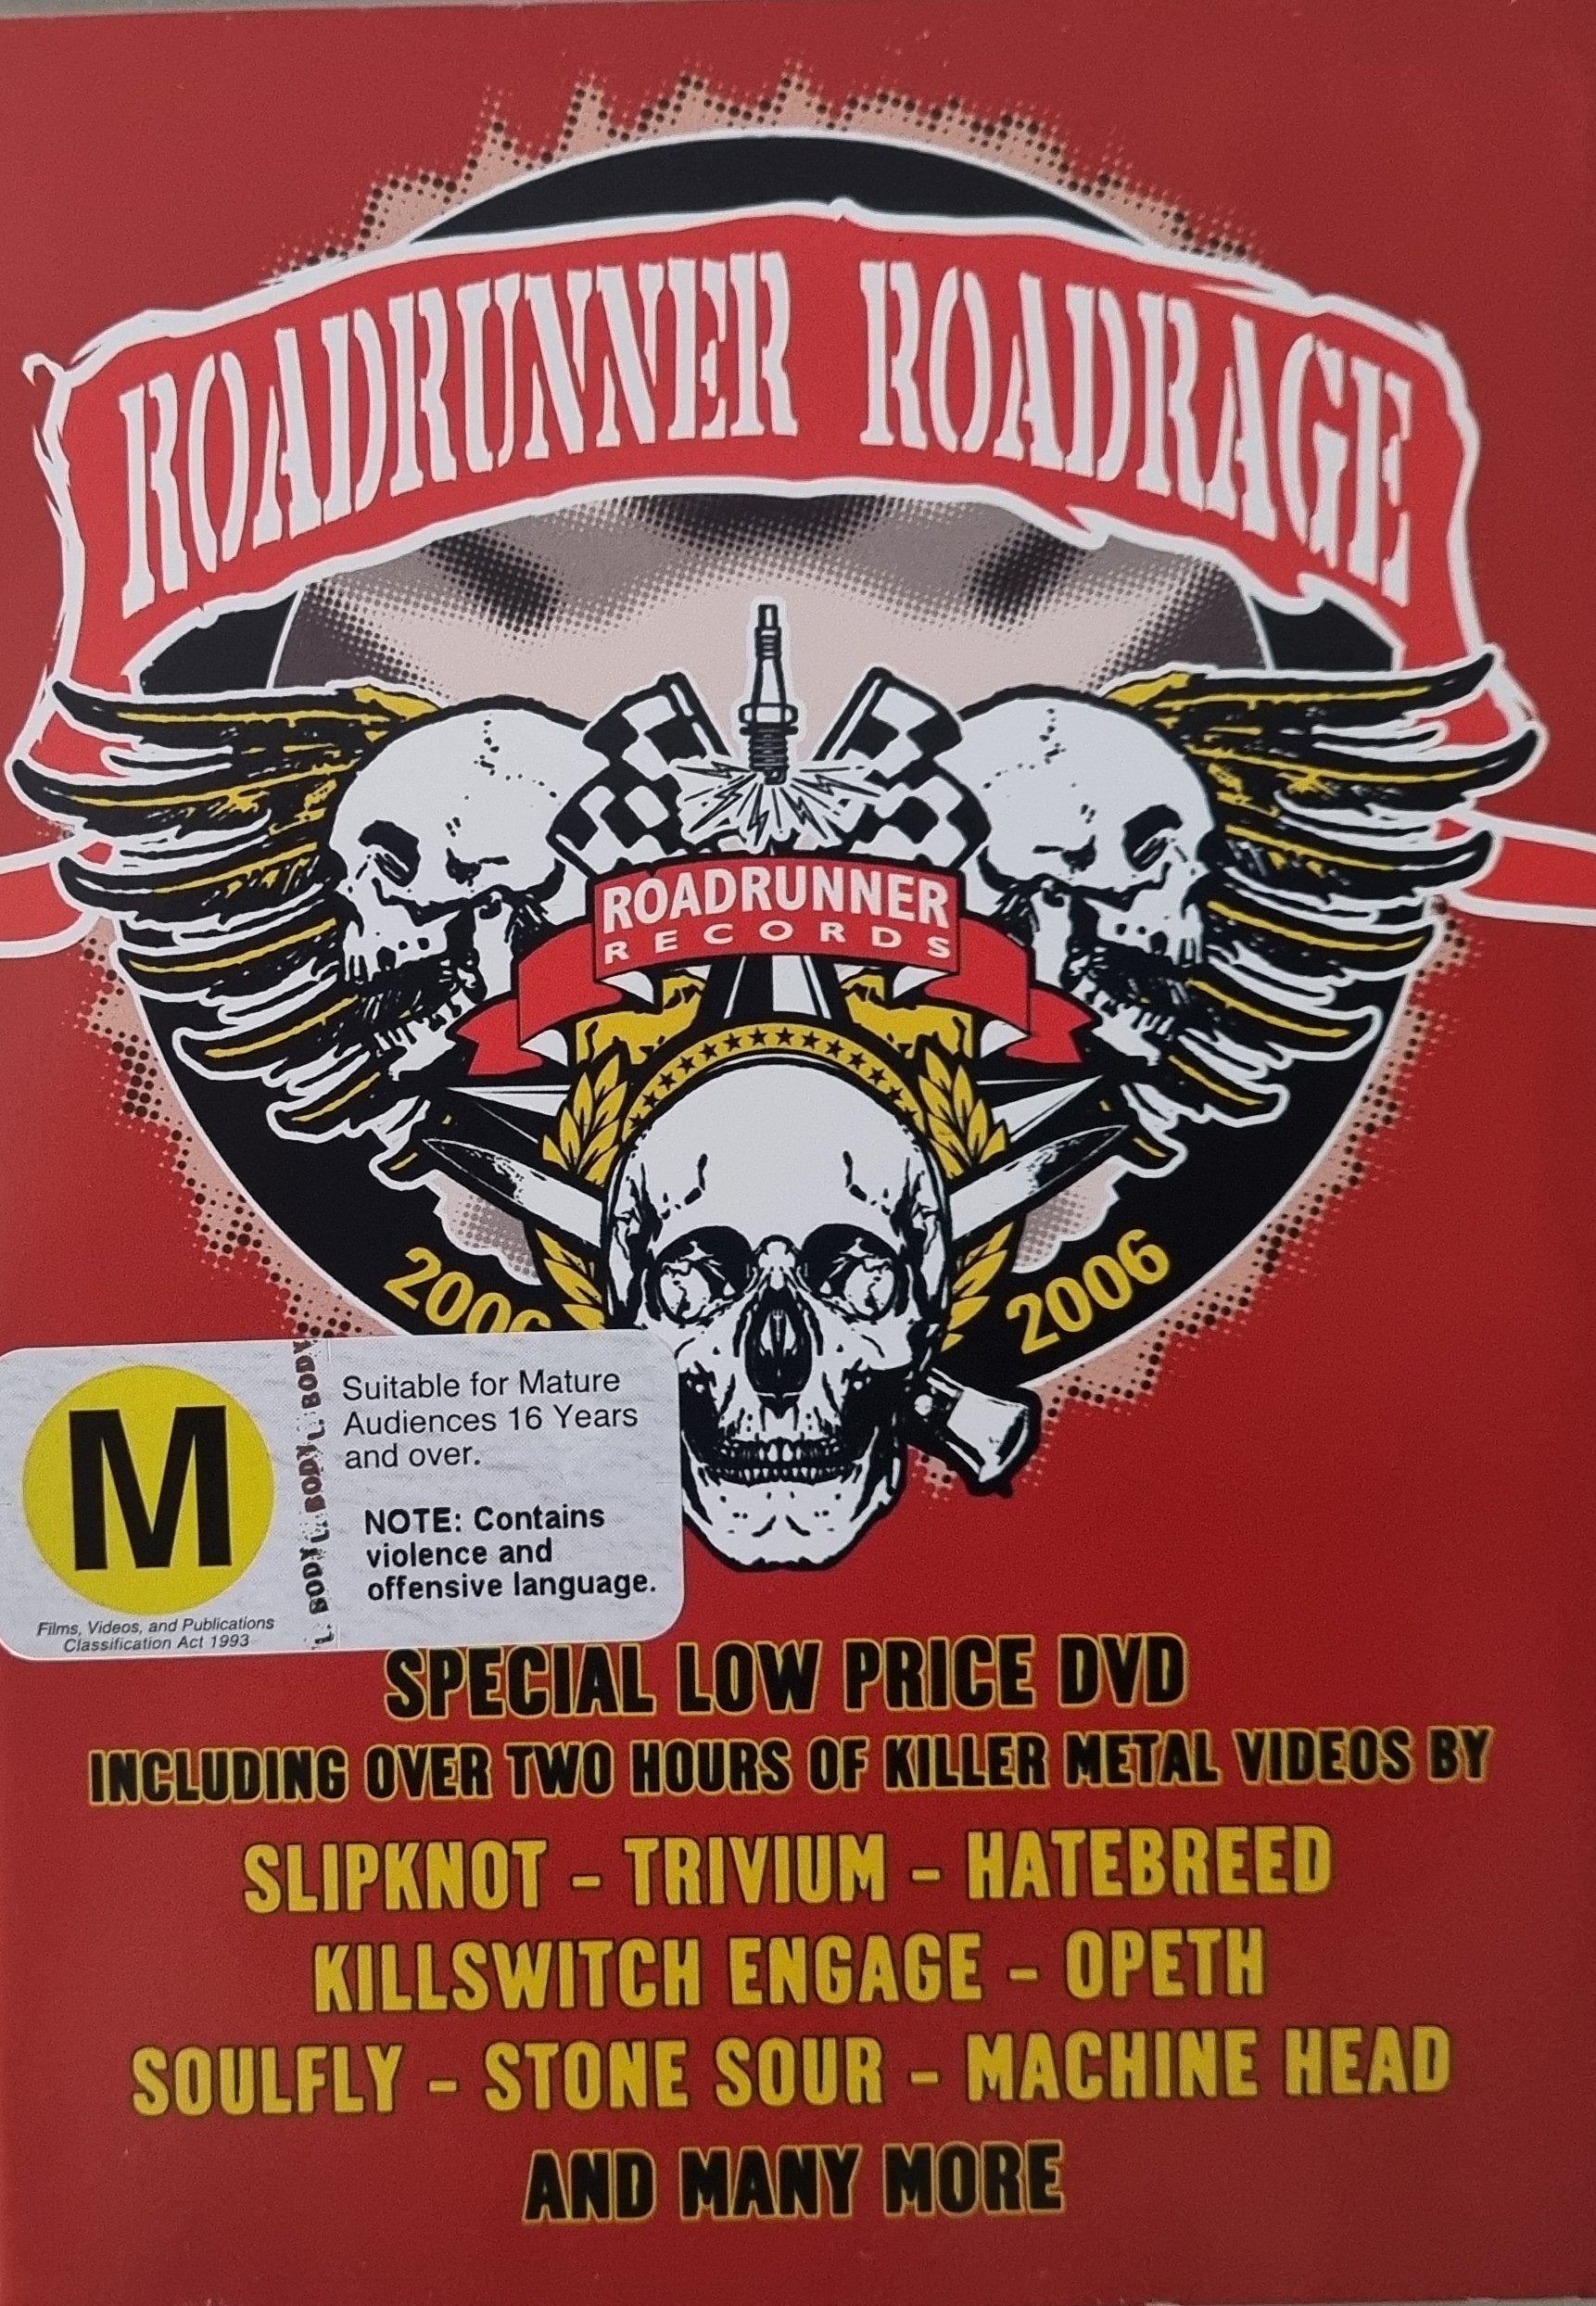 ROADRUNNER ROADRAGE
ROADRUNNER
RECORDS
2006
2006
M
Suitable for Mature
Audiences 16 Years
and over.
NOTE: Contains
violence and
offensive language.
Films, Videos, and Publications
Classification Act 1993
SPECIAL LOW PRICE DVD
INCLUDING OVER TWO HOURS OF KILLER METAL VIDEOS BY
SLIPKNOT - TRIVIUM - HATEBREED
KILLSWITCH ENGAGE - OPETH
SOULFLY - STONE SOUR - MACHINE HEAD
AND MANY MORE